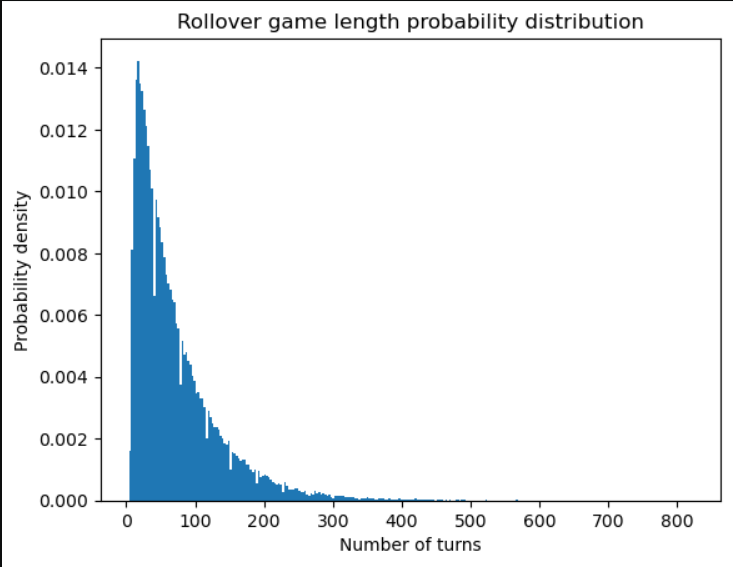 Rollover game length probability distribution
0.014
0.012
0.010
0.008
0.006
0.004
0.002
0.000
Probability density
0 100 200 300 400 500 600 700 800
Number of turns